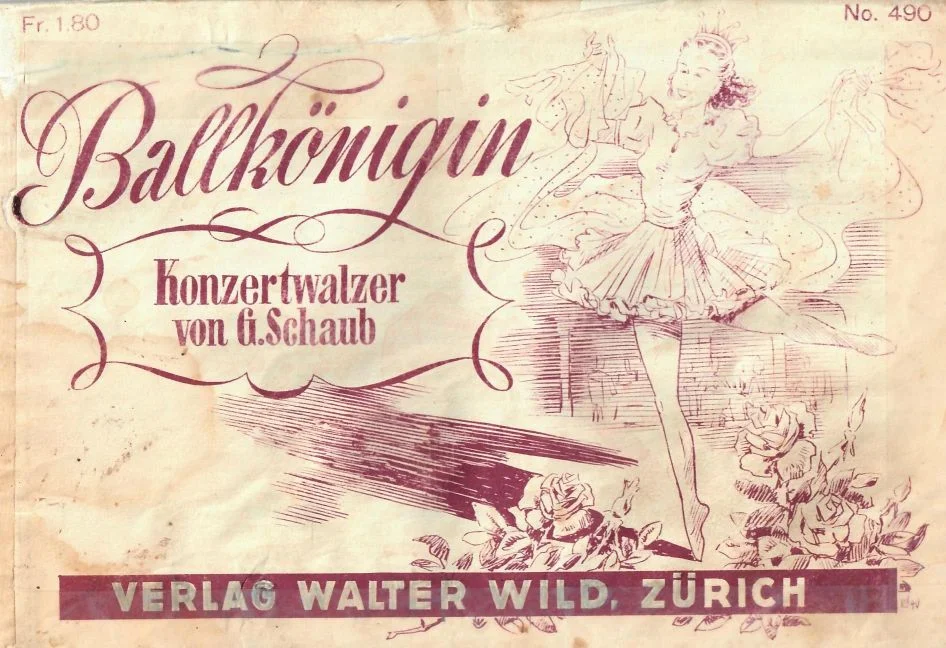 Fr. 1.80
No. 490
Ballkönigin
Konzertwalzer
von G. Schaub
VERLAG WALTER WILD, ZÜRICH